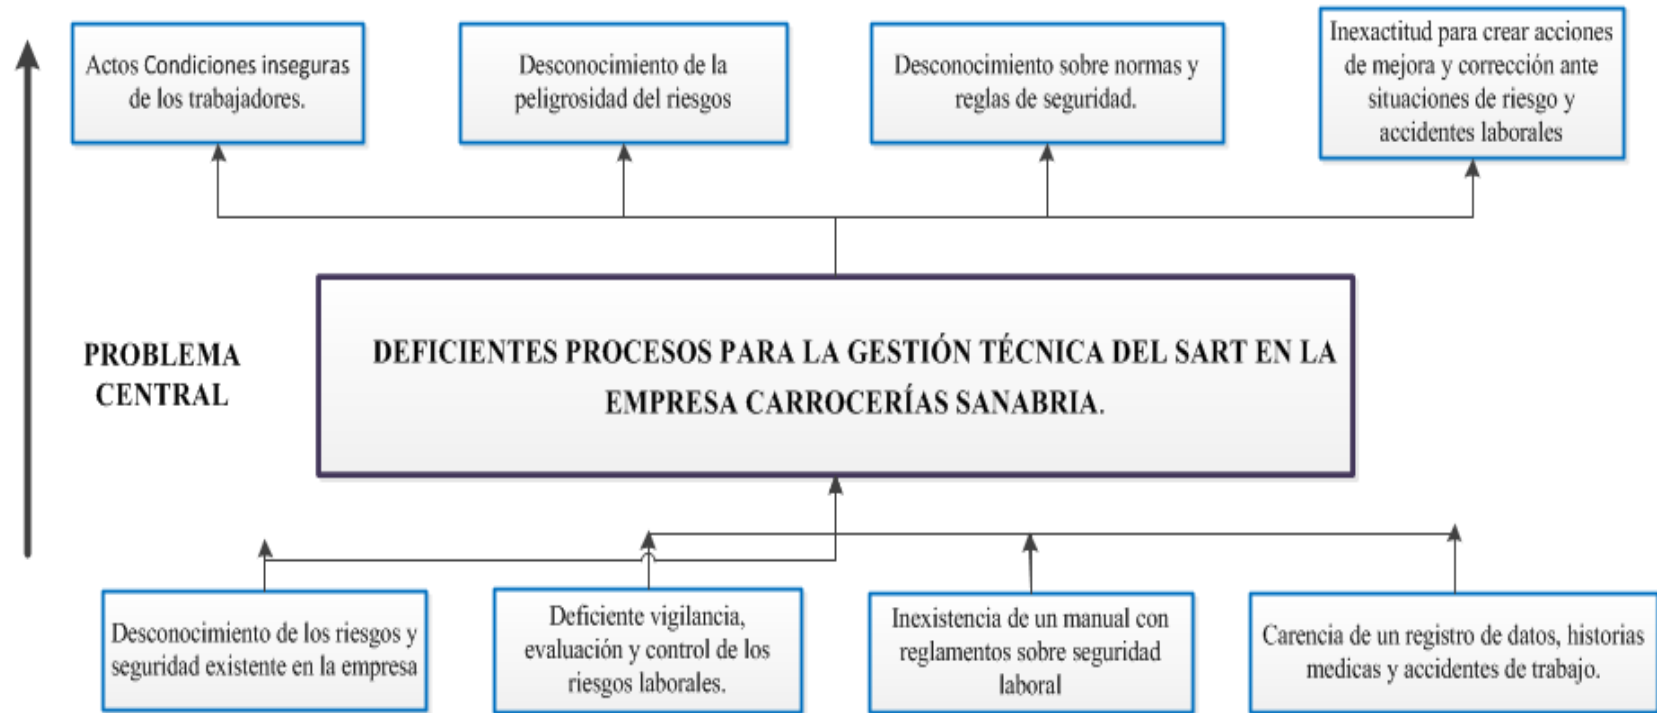 Actos Condiciones inseguras
de los trabajadores.
Desconocimiento de la
peligrosidad del riesgos
Desconocimiento sobre normas y
reglas de seguridad.
Inexactitud para crear acciones
de mejora y corrección ante
situaciones de riesgo y
accidentes laborales
PROBLEMA
CENTRAL
DEFICIENTES PROCESOS PARA LA GESTIÓN TÉCNICA DEL SART EN LA
EMPRESA CARROCERÍAS SANABRIA.
Desconocimiento de los riesgos y
seguridad existente en la empresa
Deficiente vigilancia,
evaluación y control de los
riesgos laborales.
Inexistencia de un manual con
reglamentos sobre seguridad
laboral
Carencia de un registro de datos, historias
medicas y accidentes de trabajo.